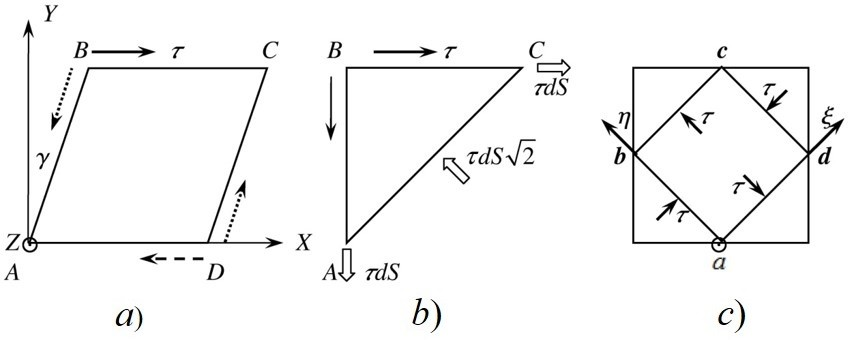 Y
B τ C
γ
Z X
A D
a)
B τ C
τdS
τdS√2
A τdS
b)
c
τ τ
η ξ
b d
τ τ
a
c)